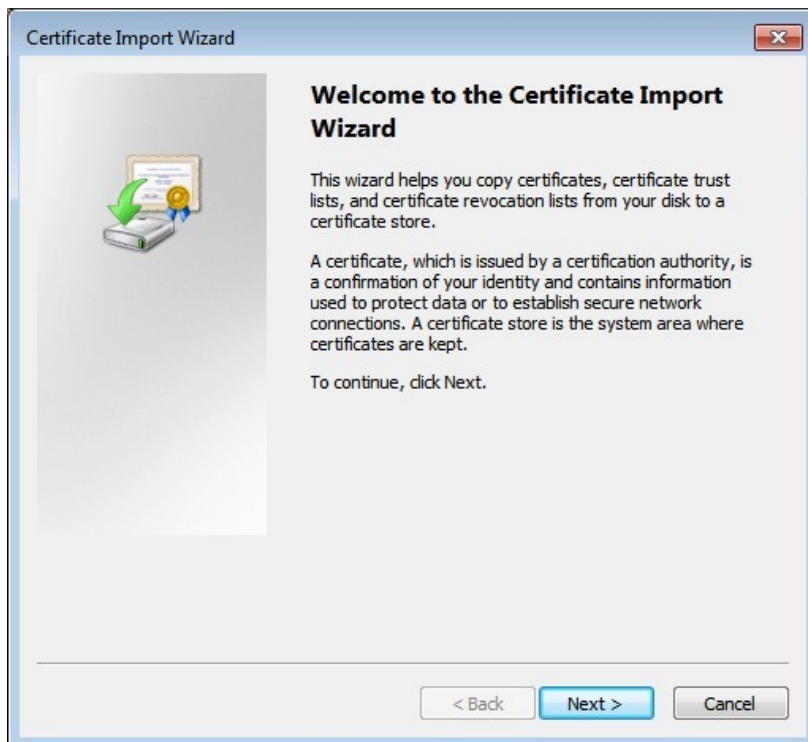 Certificate Import Wizard
Welcome to the Certificate Import
Wizard
This wizard helps you copy certificates, certificate trust
lists, and certificate revocation lists from your disk to a
certificate store.
A certificate, which is issued by a certification authority, is
a confirmation of your identity and contains information
used to protect data or to establish secure network
connections. A certificate store is the system area where
certificates are kept.
To continue, click Next.
< Back
Next >
Cancel